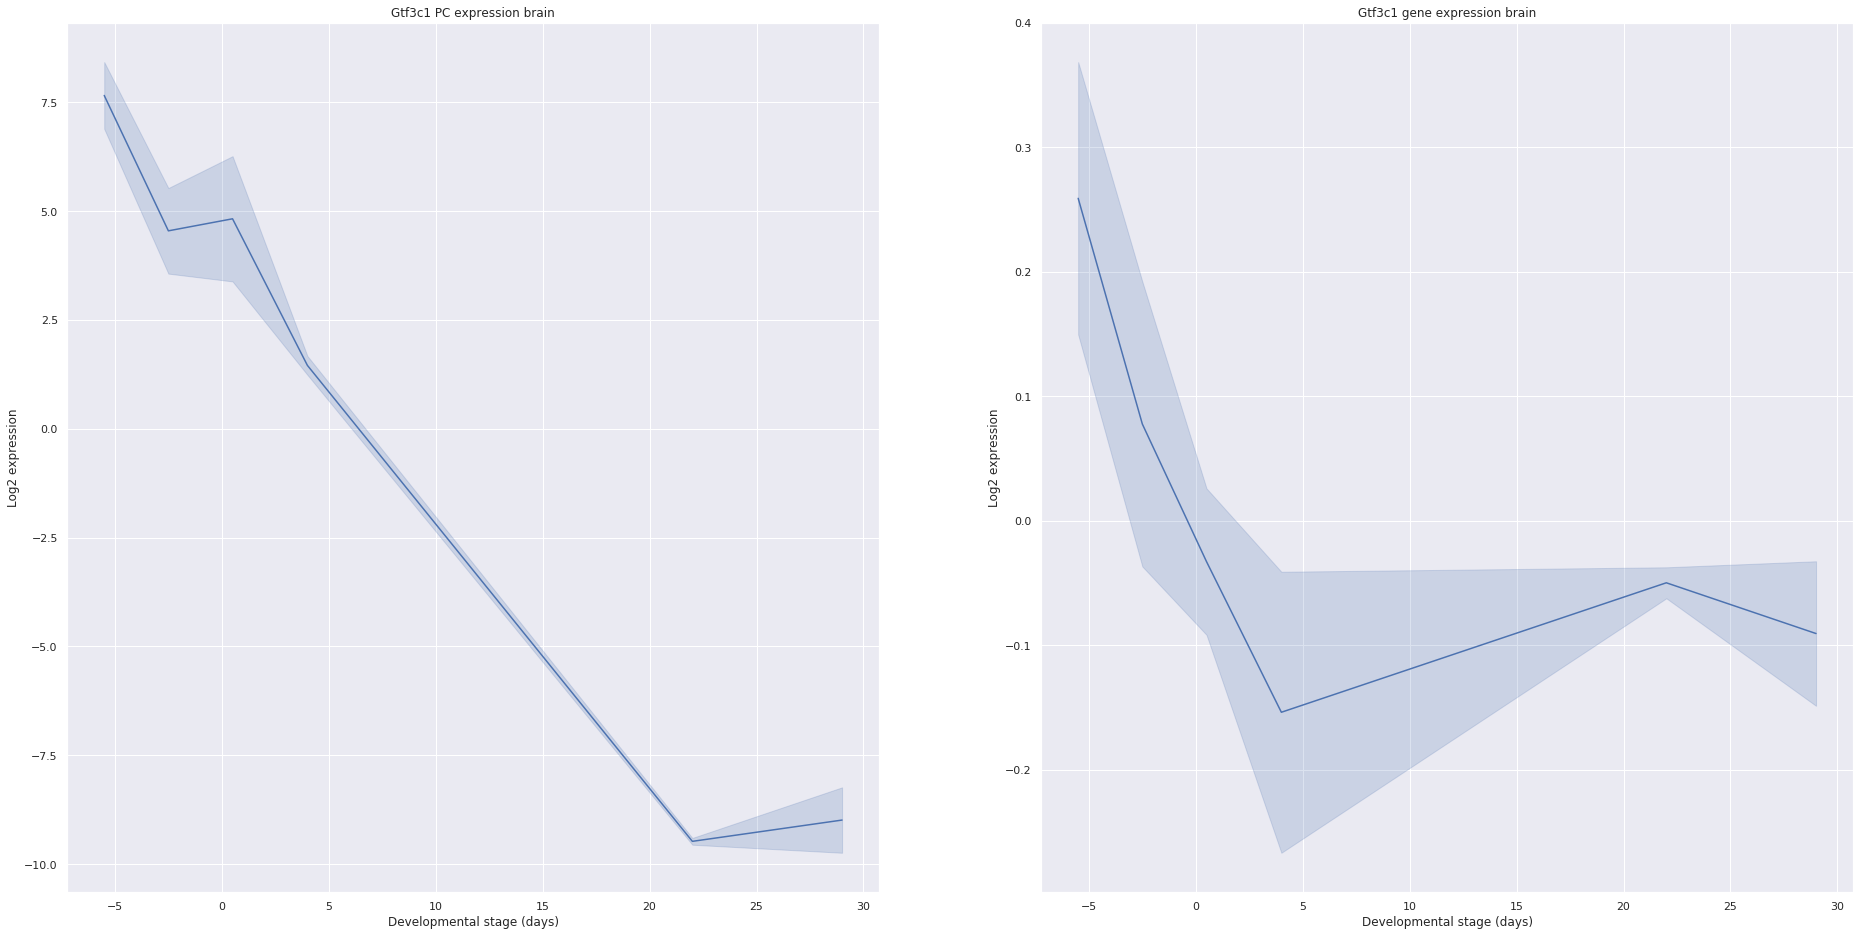 Gtf3c1 PC expression brain
Log2 expression
7.5
5.0
2.5
0.0
−2.5
−5.0
−7.5
−10.0
−5 0 5 10 15 20 25 30
Developmental stage (days)
Gtf3c1 gene expression brain
Log2 expression
0.4
0.3
0.2
0.1
0.0
−0.1
−0.2
−5 0 5 10 15 20 25 30
Developmental stage (days)